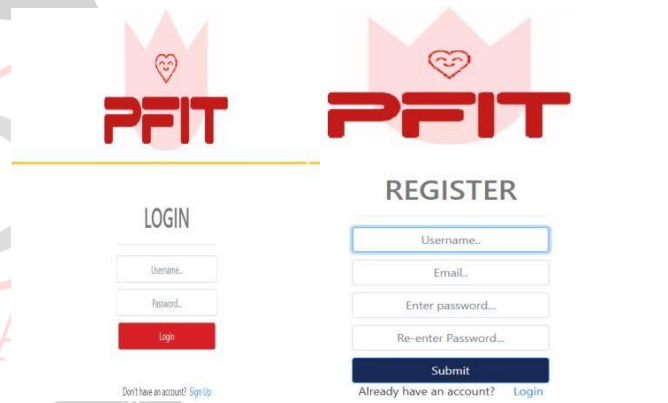 PFIT
LOGIN
Username..
Password..
Login
Don't have an account? Sign Up
PFIT
REGISTER
Username..
Email..
Enter password...
Re-enter Password...
Submit
Already have an account? Login